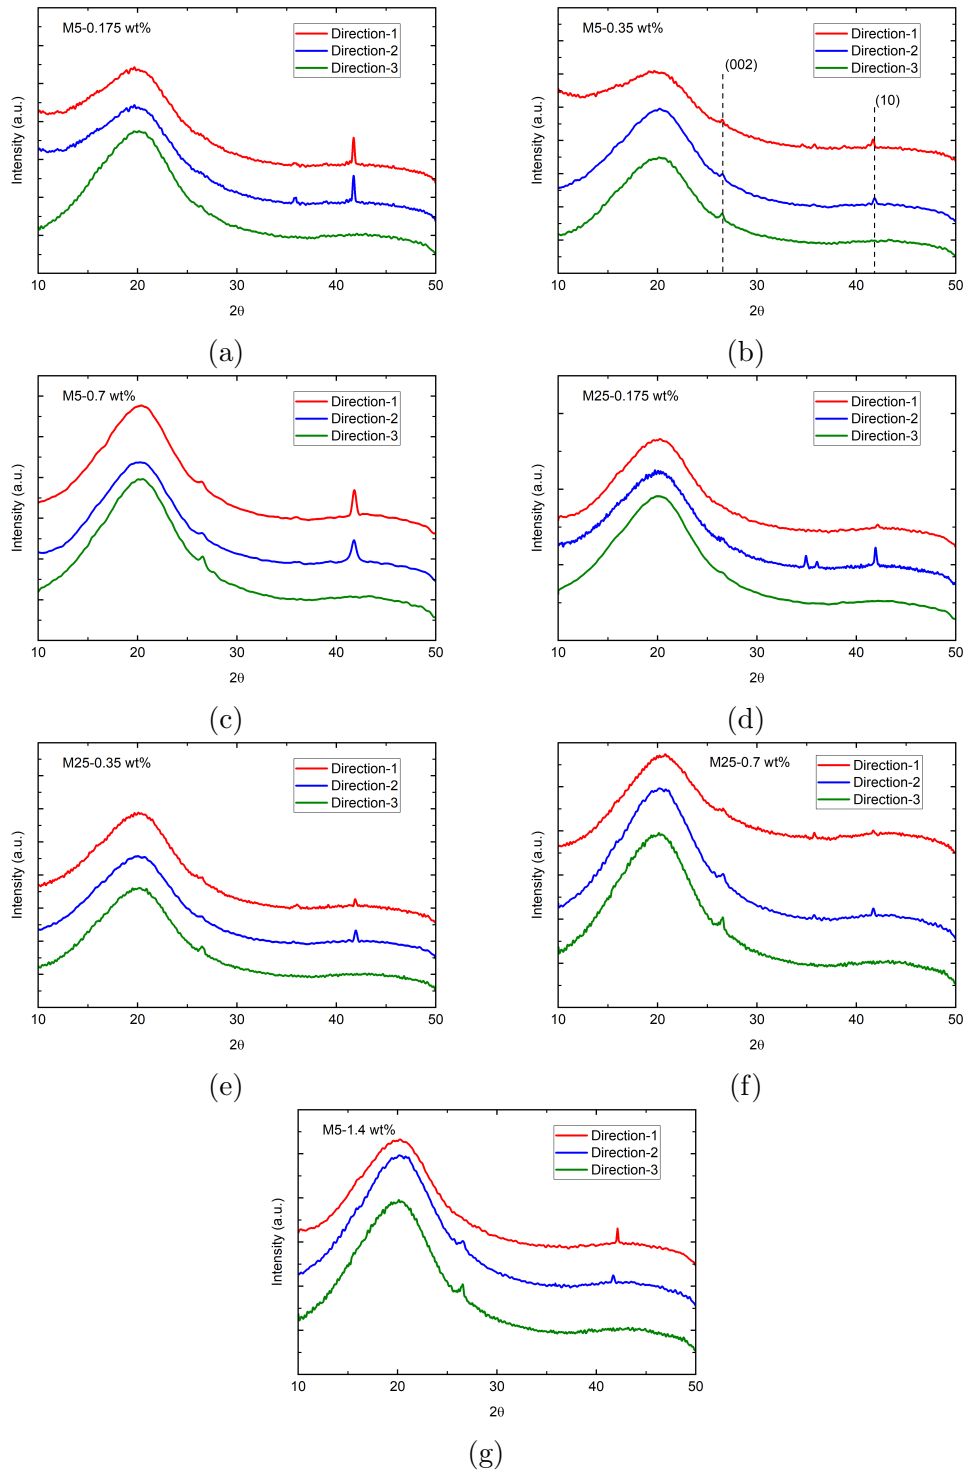 M5-0.175 wt%
Direction-1
Direction-2
Direction-3
Intensity (a.u.)
10 20 30 40 50
2θ
(a)
M5-0.35 wt%
Direction-1
Direction-2
Direction-3
(002)
(10)
Intensity (a.u.)
10 20 30 40 50
2θ
(b)
M5-0.7 wt%
Direction-1
Direction-2
Direction-3
Intensity (a.u.)
10 20 30 40 50
2θ
(c)
M25-0.175 wt%
Direction-1
Direction-2
Direction-3
Intensity (a.u.)
10 20 30 40 50
2θ
(d)
M25-0.35 wt%
Direction-1
Direction-2
Direction-3
Intensity (a.u.)
10 20 30 40 50
2θ
(e)
M25-0.7 wt%
Direction-1
Direction-2
Direction-3
Intensity (a.u.)
10 20 30 40 50
2θ
(f)
M5-1.4 wt%
Direction-1
Direction-2
Direction-3
Intensity (a.u.)
10 20 30 40 50
2θ
(g)